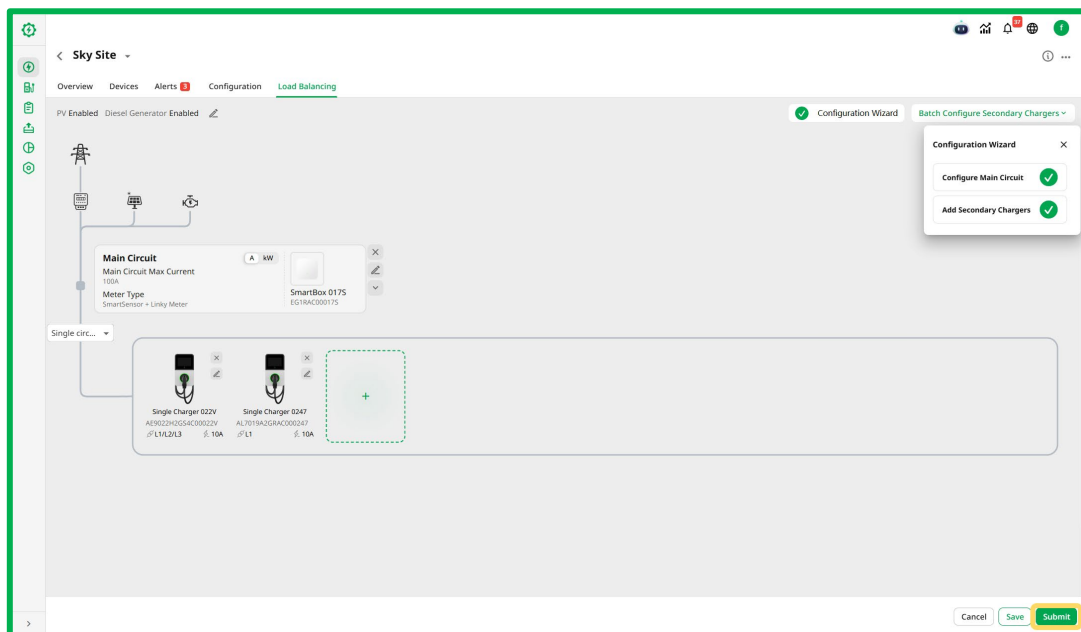 37
f
Sky Site
Overview Devices Alerts 3 Configuration Load Balancing
PV Enabled Diesel Generator Enabled
Configuration Wizard
Batch Configure Secondary Chargers
Configuration Wizard
Configure Main Circuit
Add Secondary Chargers
Main Circuit
A kW
Main Circuit Max Current
100A
Meter Type
SmartSensor + Linky Meter
SmartBox 017S
EG1RAC00017S
Single circ...
Single Charger 022V
AE9022H2GS4C00022V
L1/L2/L3 10A
Single Charger 0247
AL7019A2GRAC000247
L1 10A
Cancel Save Submit